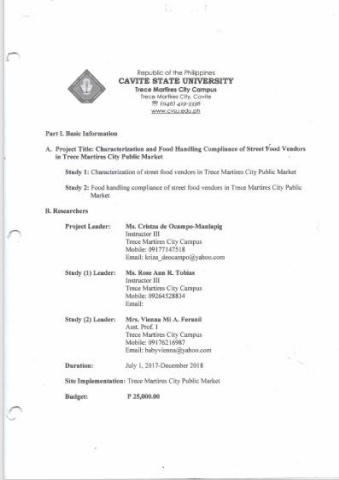 Republic of the Philippines
CAVITE STATE UNIVERSITY
Trece Martires City Campus
Trece Martires City, Cavite
www.cvsu.edu.ph
Part I. Basic Information
A. Project Title: Characterization and Food Handling Compliance of Street Food Vendors
in Trece Martires City Public Market
Study 1: Characterization of street food vendors in Trece Martires City Public Market
Study 2: Food handling compliance of street food vendors in Trece Martires City Public
Market
B. Researchers
Project Leader: Ms. Cristza de Ocampo-Manlapig
Instructor III
Trece Martires City Campus
Mobile: 09177147518
Email: kriza_deocampo@yahoo.com
Study (1) Leader: Ms. Rose Ann R. Tobias
Instructor III
Trece Martires City Campus
Mobile: 09264528834
Email:
Study (2) Leader: Mrs. Vienna Mi A. Feranil
Asst. Prof. I
Trece Martires City Campus
Mobile: 09176216987
Email: babyvienna@yahoo.com
Duration: July 1, 2017-December 2018
Site Implementation: Trece Martires City Public Market
Budget: P 25,000.00